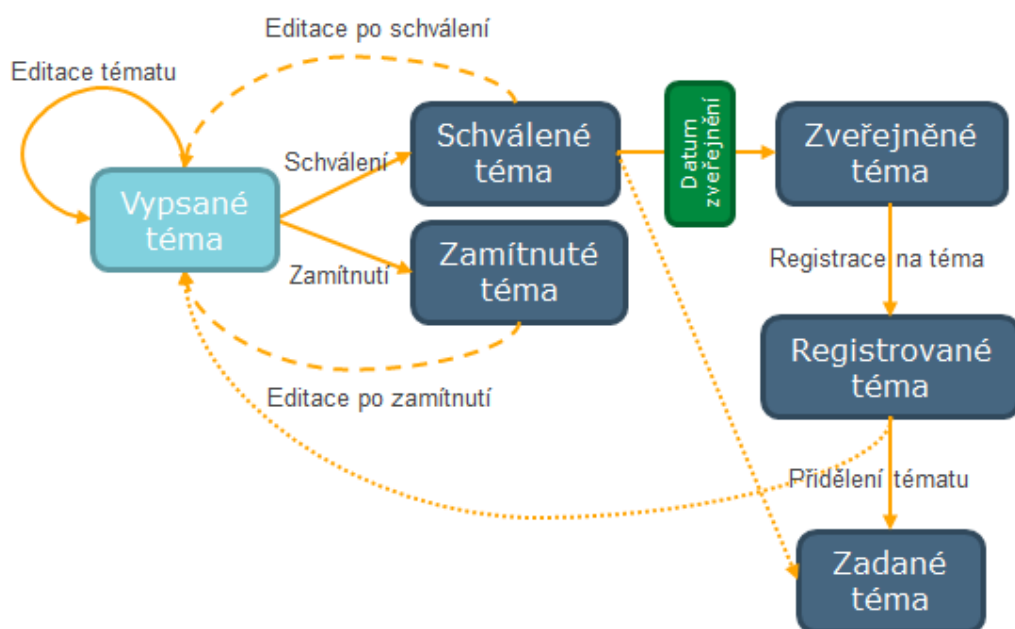 Editace po schválení
Editace tématu
Schválené
téma
Datum
zveřejnění
Zveřejněné
téma
Schválení
Vypsané
téma
Zamítnuté
téma
Zamítnutí
Registrace na téma
Registrované
téma
Editace po zamítnutí
Přidělení tématu
Zadané
téma